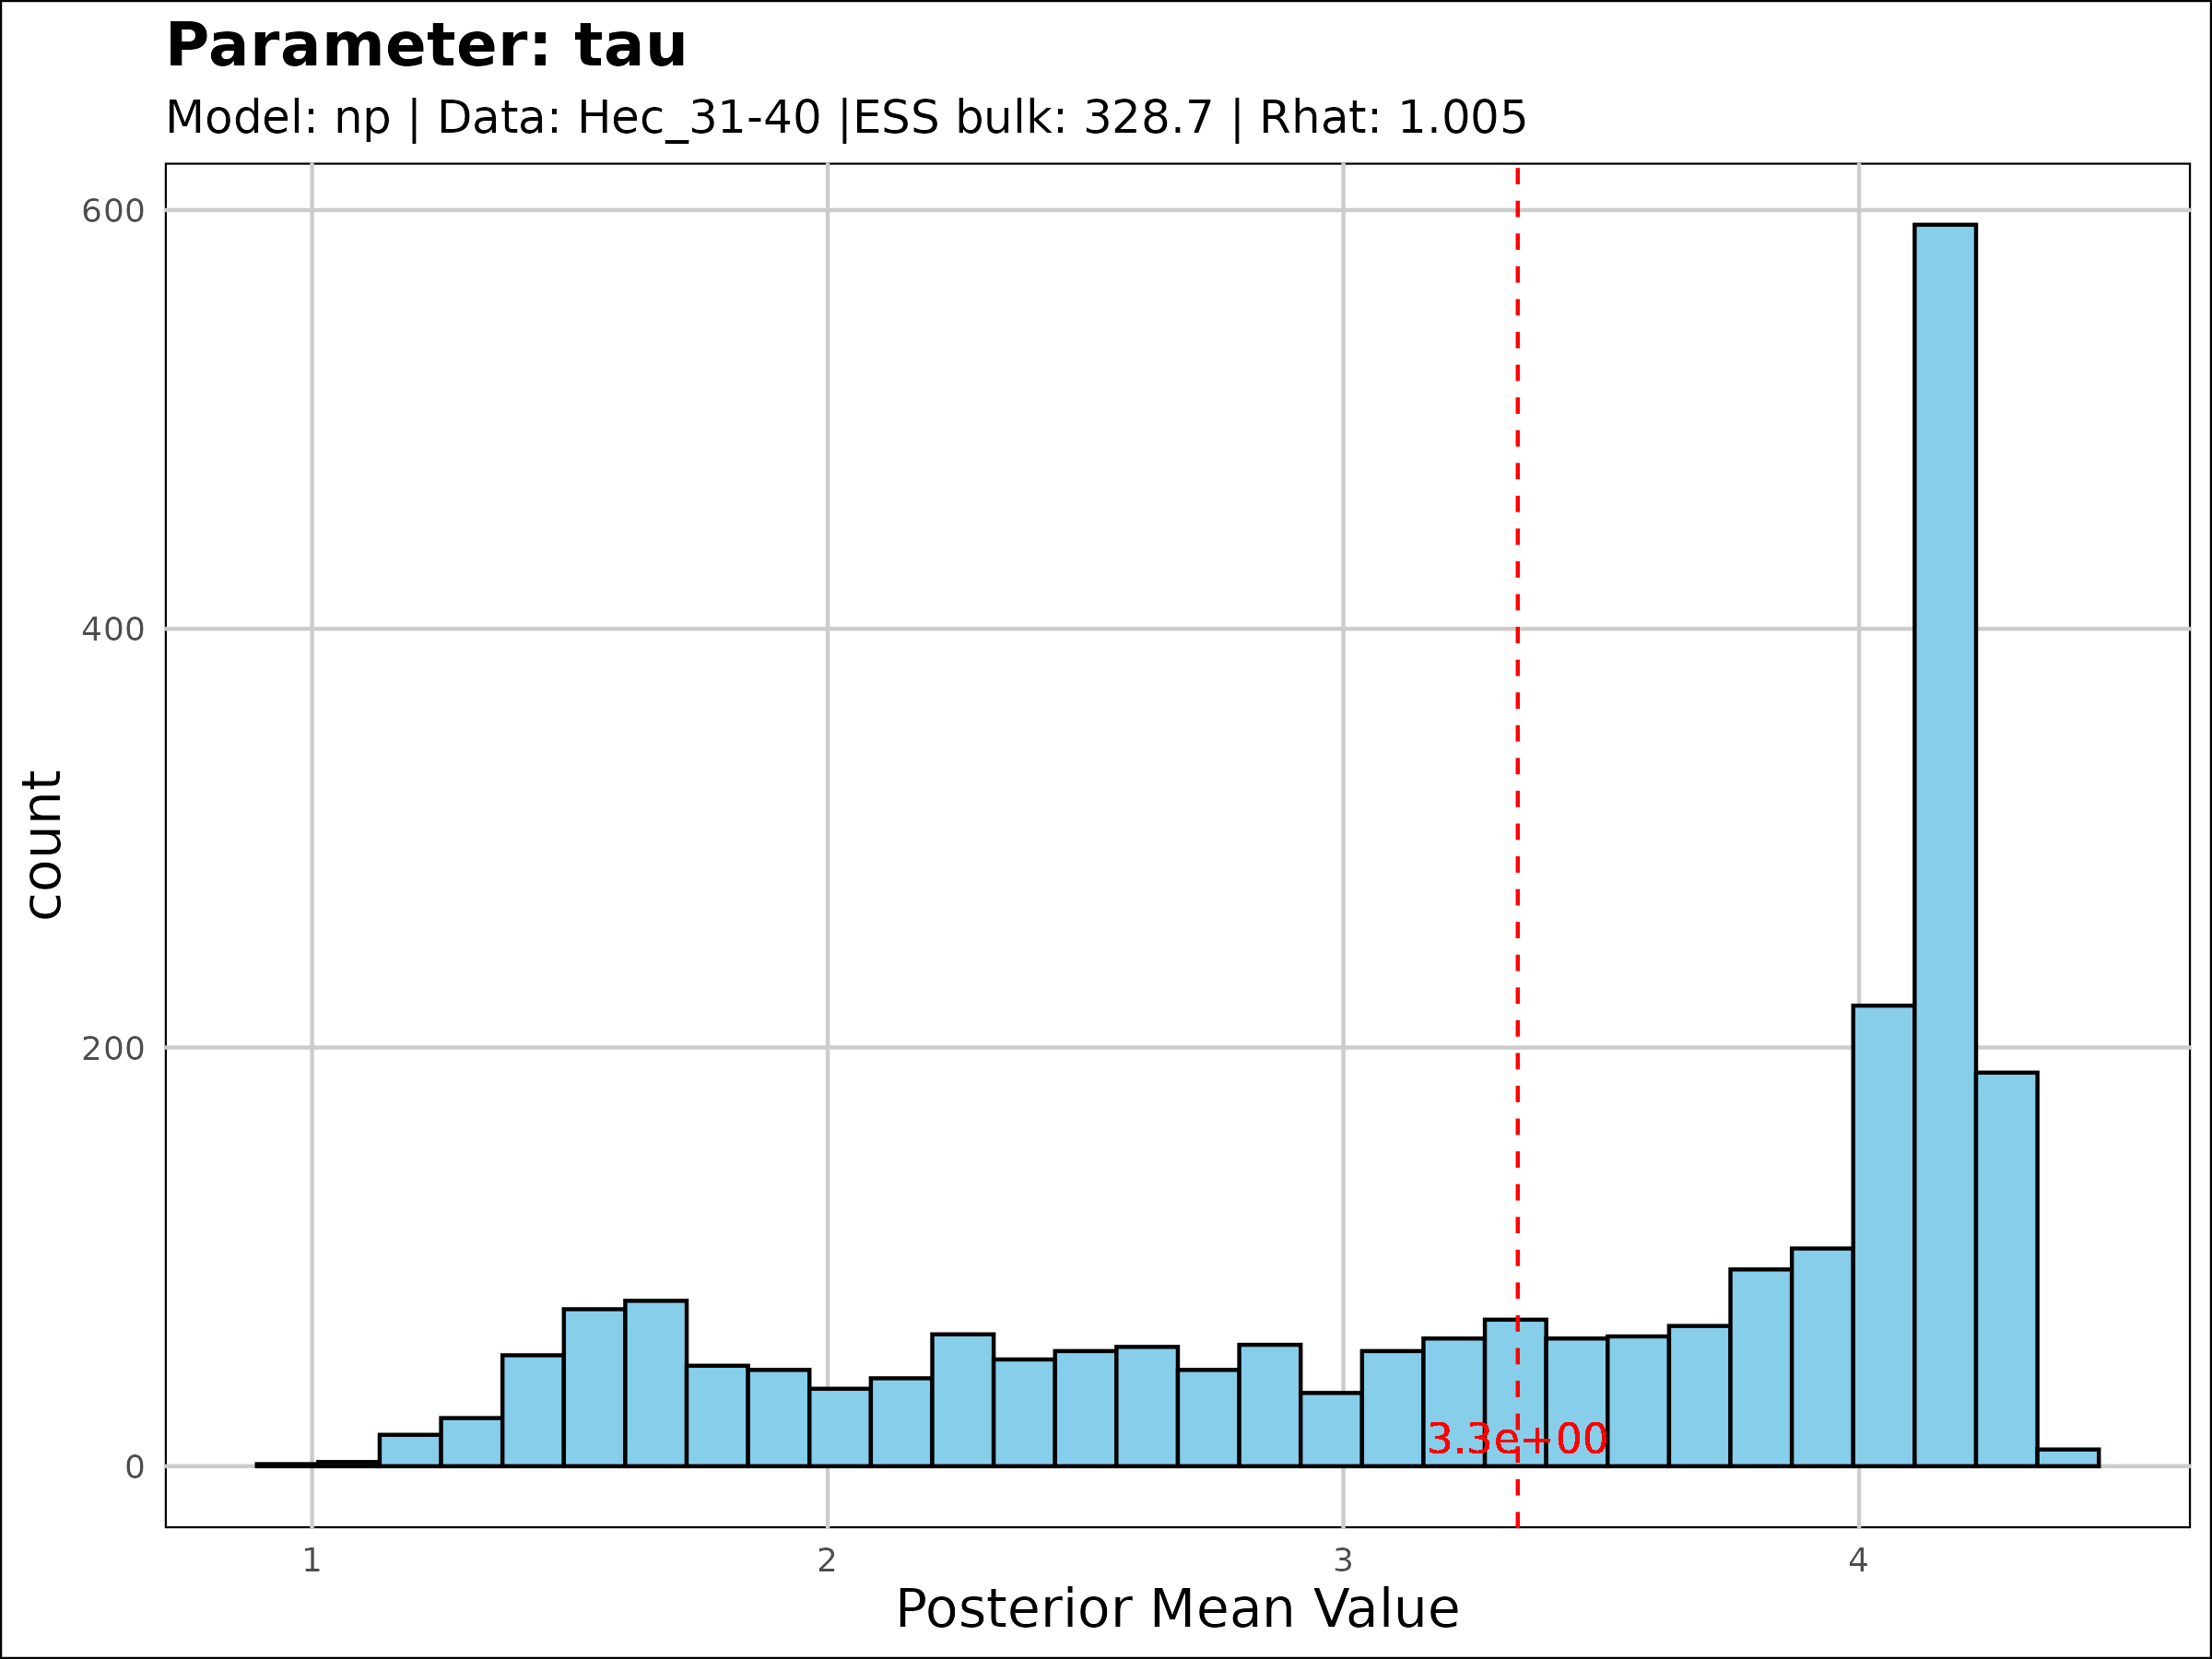 Parameter: tau
Model: np | Data: Hec_31-40 |ESS bulk: 328.7 | Rhat: 1.005
600
400
200
0
count
3.3e+00
1 2 3 4
Posterior Mean Value